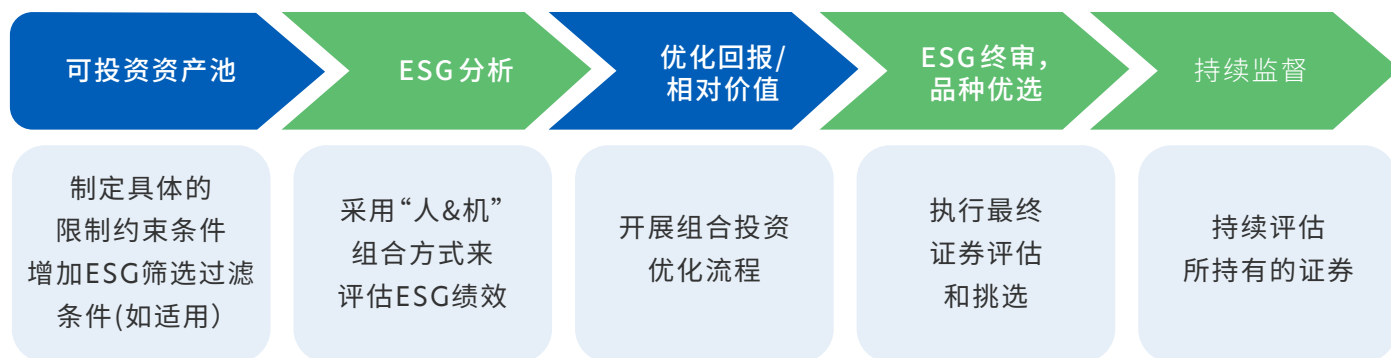 可投资资产池
ESG分析
优化回报/
相对价值
ESG终审，
品种优选
持续监督
制定具体的
限制约束条件
增加ESG筛选过滤
条件(如适用）
采用“人&机”
组合方式来
评估ESG绩效
开展组合投资
优化流程
执行最终
证券评估
和挑选
持续评估
所持有的证券